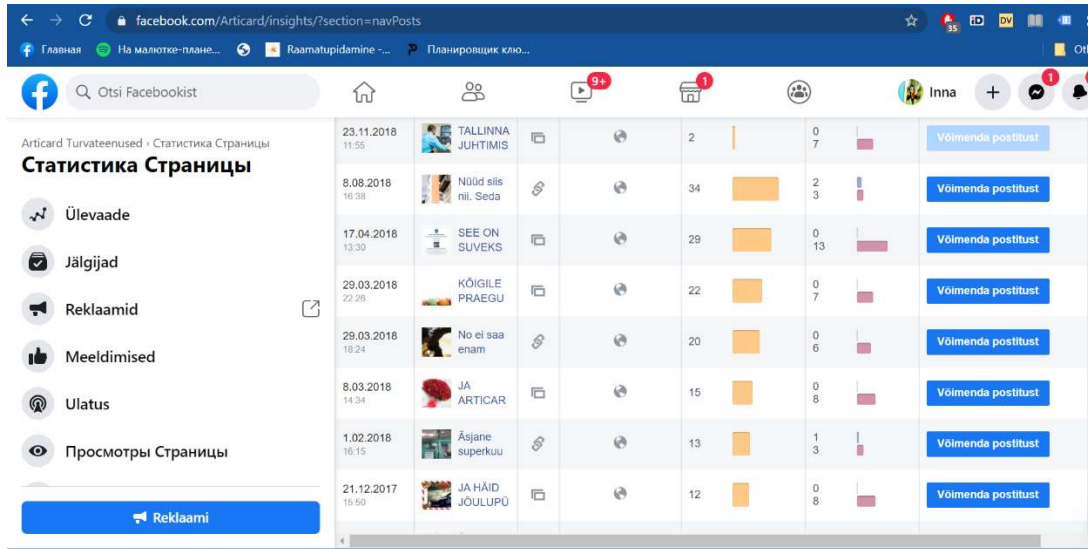 facebook.com/Articard/insights/?section=navPosts
35
Главная
На малютке-плане...
Raamatupidamine -...
Планировщик клю...
Otsi Facebookist
9+
1
Inna
1
Articard Turvateenused › Статистика Страницы
Статистика Страницы
Ülevaade
Jälgijad
Reklaamid
Meeldimised
Ulatus
Просмотры Страницы
Reklaami
23.11.2018 TALLINNA 2 0 Võimenda postitust
11:55 JUHTIMIS 7
8.08.2018 Nüüd siis 34 2 Võimenda postitust
16:38 nii. Seda 3
17.04.2018 SEE ON 29 0 Võimenda postitust
13:30 SUVEKS 13
29.03.2018 KÕIGILE 22 0 Võimenda postitust
22:26 PRAEGU 7
29.03.2018 No ei saa 20 0 Võimenda postitust
18:24 enam 6
8.03.2018 JA 15 0 Võimenda postitust
14:34 ARTICAR 8
1.02.2018 Äsjane 13 1 Võimenda postitust
16:15 superkuu 3
21.12.2017 JA HÄID 12 0 Võimenda postitust
15:50 JÕULUPÜ 8